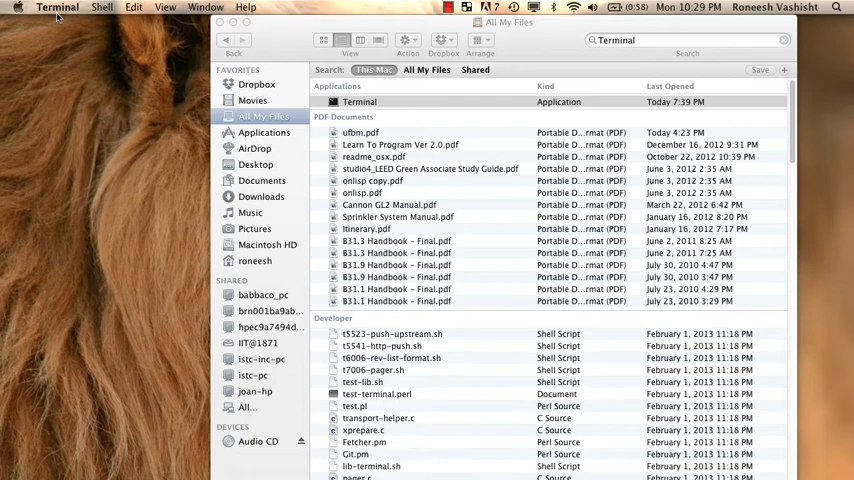 Terminal Shell Edit View Window Help 7 (0:58) Mon 10:29 PM Roneesh Vashisht
All My Files
Back View Action Dropbox Arrange Terminal Search
FAVORITES
Dropbox
Movies
All My Files
Applications
AirDrop
Desktop
Documents
Downloads
Music
Pictures
Macintosh HD
roneesh
SHARED
babbaco_pc
brn001ba9ab...
hpec9a7494d...
IIT@1871
istc-inc-pc
istc-pc
joan-hp
All...
DEVICES
Audio CD
Search: This Mac All My Files Shared Save +
Applications Kind Last Opened
Terminal Application Today 7:39 PM
PDF Documents
ufbm.pdf Portable D...rmat (PDF) Today 4:23 PM
Learn To Program Ver 2.0.pdf Portable D...rmat (PDF) December 16, 2012 9:31 PM
readme_osx.pdf Portable D...rmat (PDF) October 22, 2012 10:39 PM
studio4_LEED Green Associate Study Guide.pdf Portable D...rmat (PDF) June 3, 2012 2:35 AM
onlisp copy.pdf Portable D...rmat (PDF) June 3, 2012 2:35 AM
onlisp.pdf Portable D...rmat (PDF) June 3, 2012 2:35 AM
Cannon GL2 Manual.pdf Portable D...rmat (PDF) March 22, 2012 6:42 PM
Sprinkler System Manual.pdf Portable D...rmat (PDF) January 16, 2012 8:20 PM
Itinerary.pdf Portable D...rmat (PDF) January 16, 2012 7:17 PM
B31.3 Handbook - Final.pdf Portable D...rmat (PDF) June 2, 2011 8:25 AM
B31.3 Handbook - Final.pdf Portable D...rmat (PDF) June 2, 2011 7:25 AM
B31.9 Handbook - Final.pdf Portable D...rmat (PDF) July 30, 2010 4:47 PM
B31.9 Handbook - Final.pdf Portable D...rmat (PDF) July 30, 2010 3:47 PM
B31.1 Handbook - Final.pdf Portable D...rmat (PDF) July 23, 2010 4:29 PM
B31.1 Handbook - Final.pdf Portable D...rmat (PDF) July 23, 2010 3:29 PM
Developer
t5523-push-upstream.sh Shell Script February 1, 2013 11:18 PM
t5541-http-push.sh Shell Script February 1, 2013 11:18 PM
t6006-rev-list-format.sh Shell Script February 1, 2013 11:18 PM
t7006-pager.sh Shell Script February 1, 2013 11:18 PM
test-lib.sh Shell Script February 1, 2013 11:18 PM
test-terminal.perl Document February 1, 2013 11:18 PM
test.pl Perl Source February 1, 2013 11:18 PM
transport-helper.c C Source February 1, 2013 11:18 PM
xprepare.c C Source February 1, 2013 11:18 PM
Fetcher.pm Perl Source February 1, 2013 11:18 PM
Git.pm Perl Source February 1, 2013 11:18 PM
lib-terminal.sh Shell Script February 1, 2013 11:18 PM
pager.c C Source February 1, 2013 11:18 PM